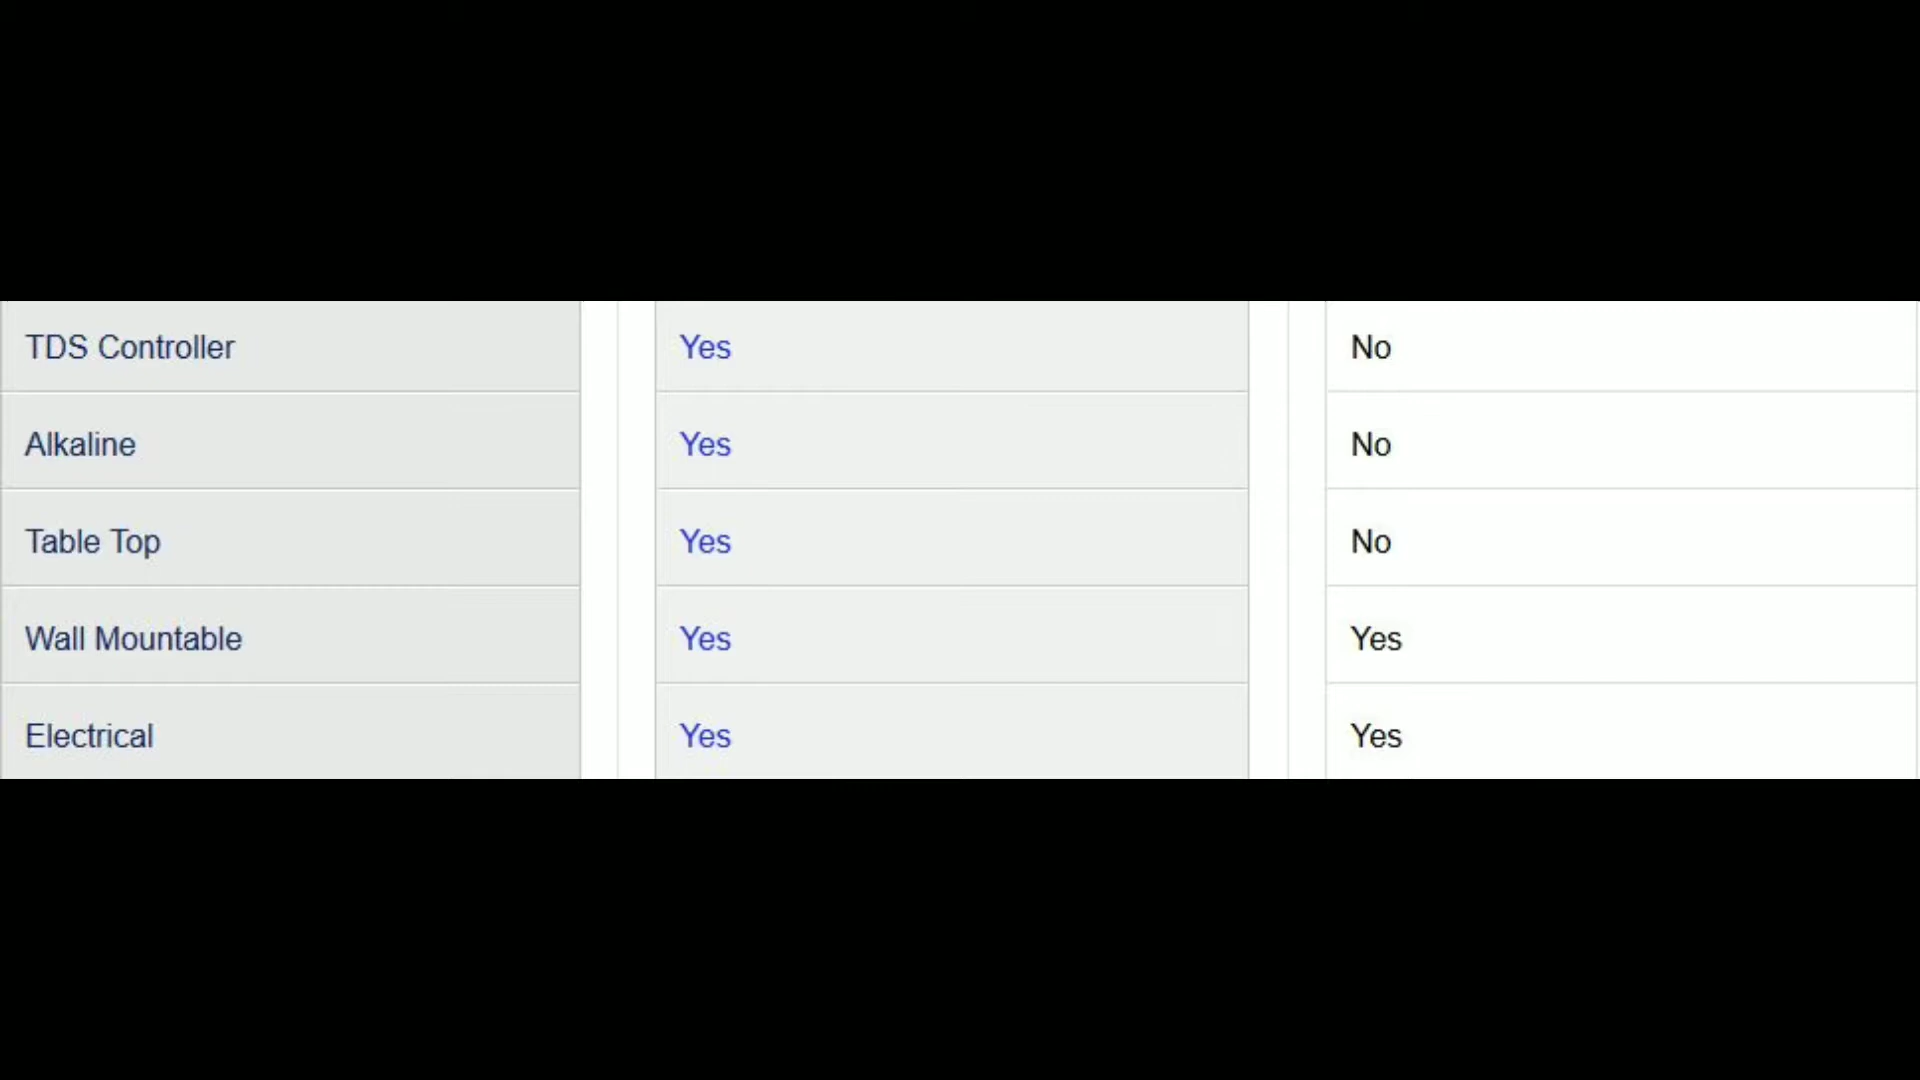 TDS Controller Yes No
Alkaline Yes No
Table Top Yes No
Wall Mountable Yes Yes
Electrical Yes Yes